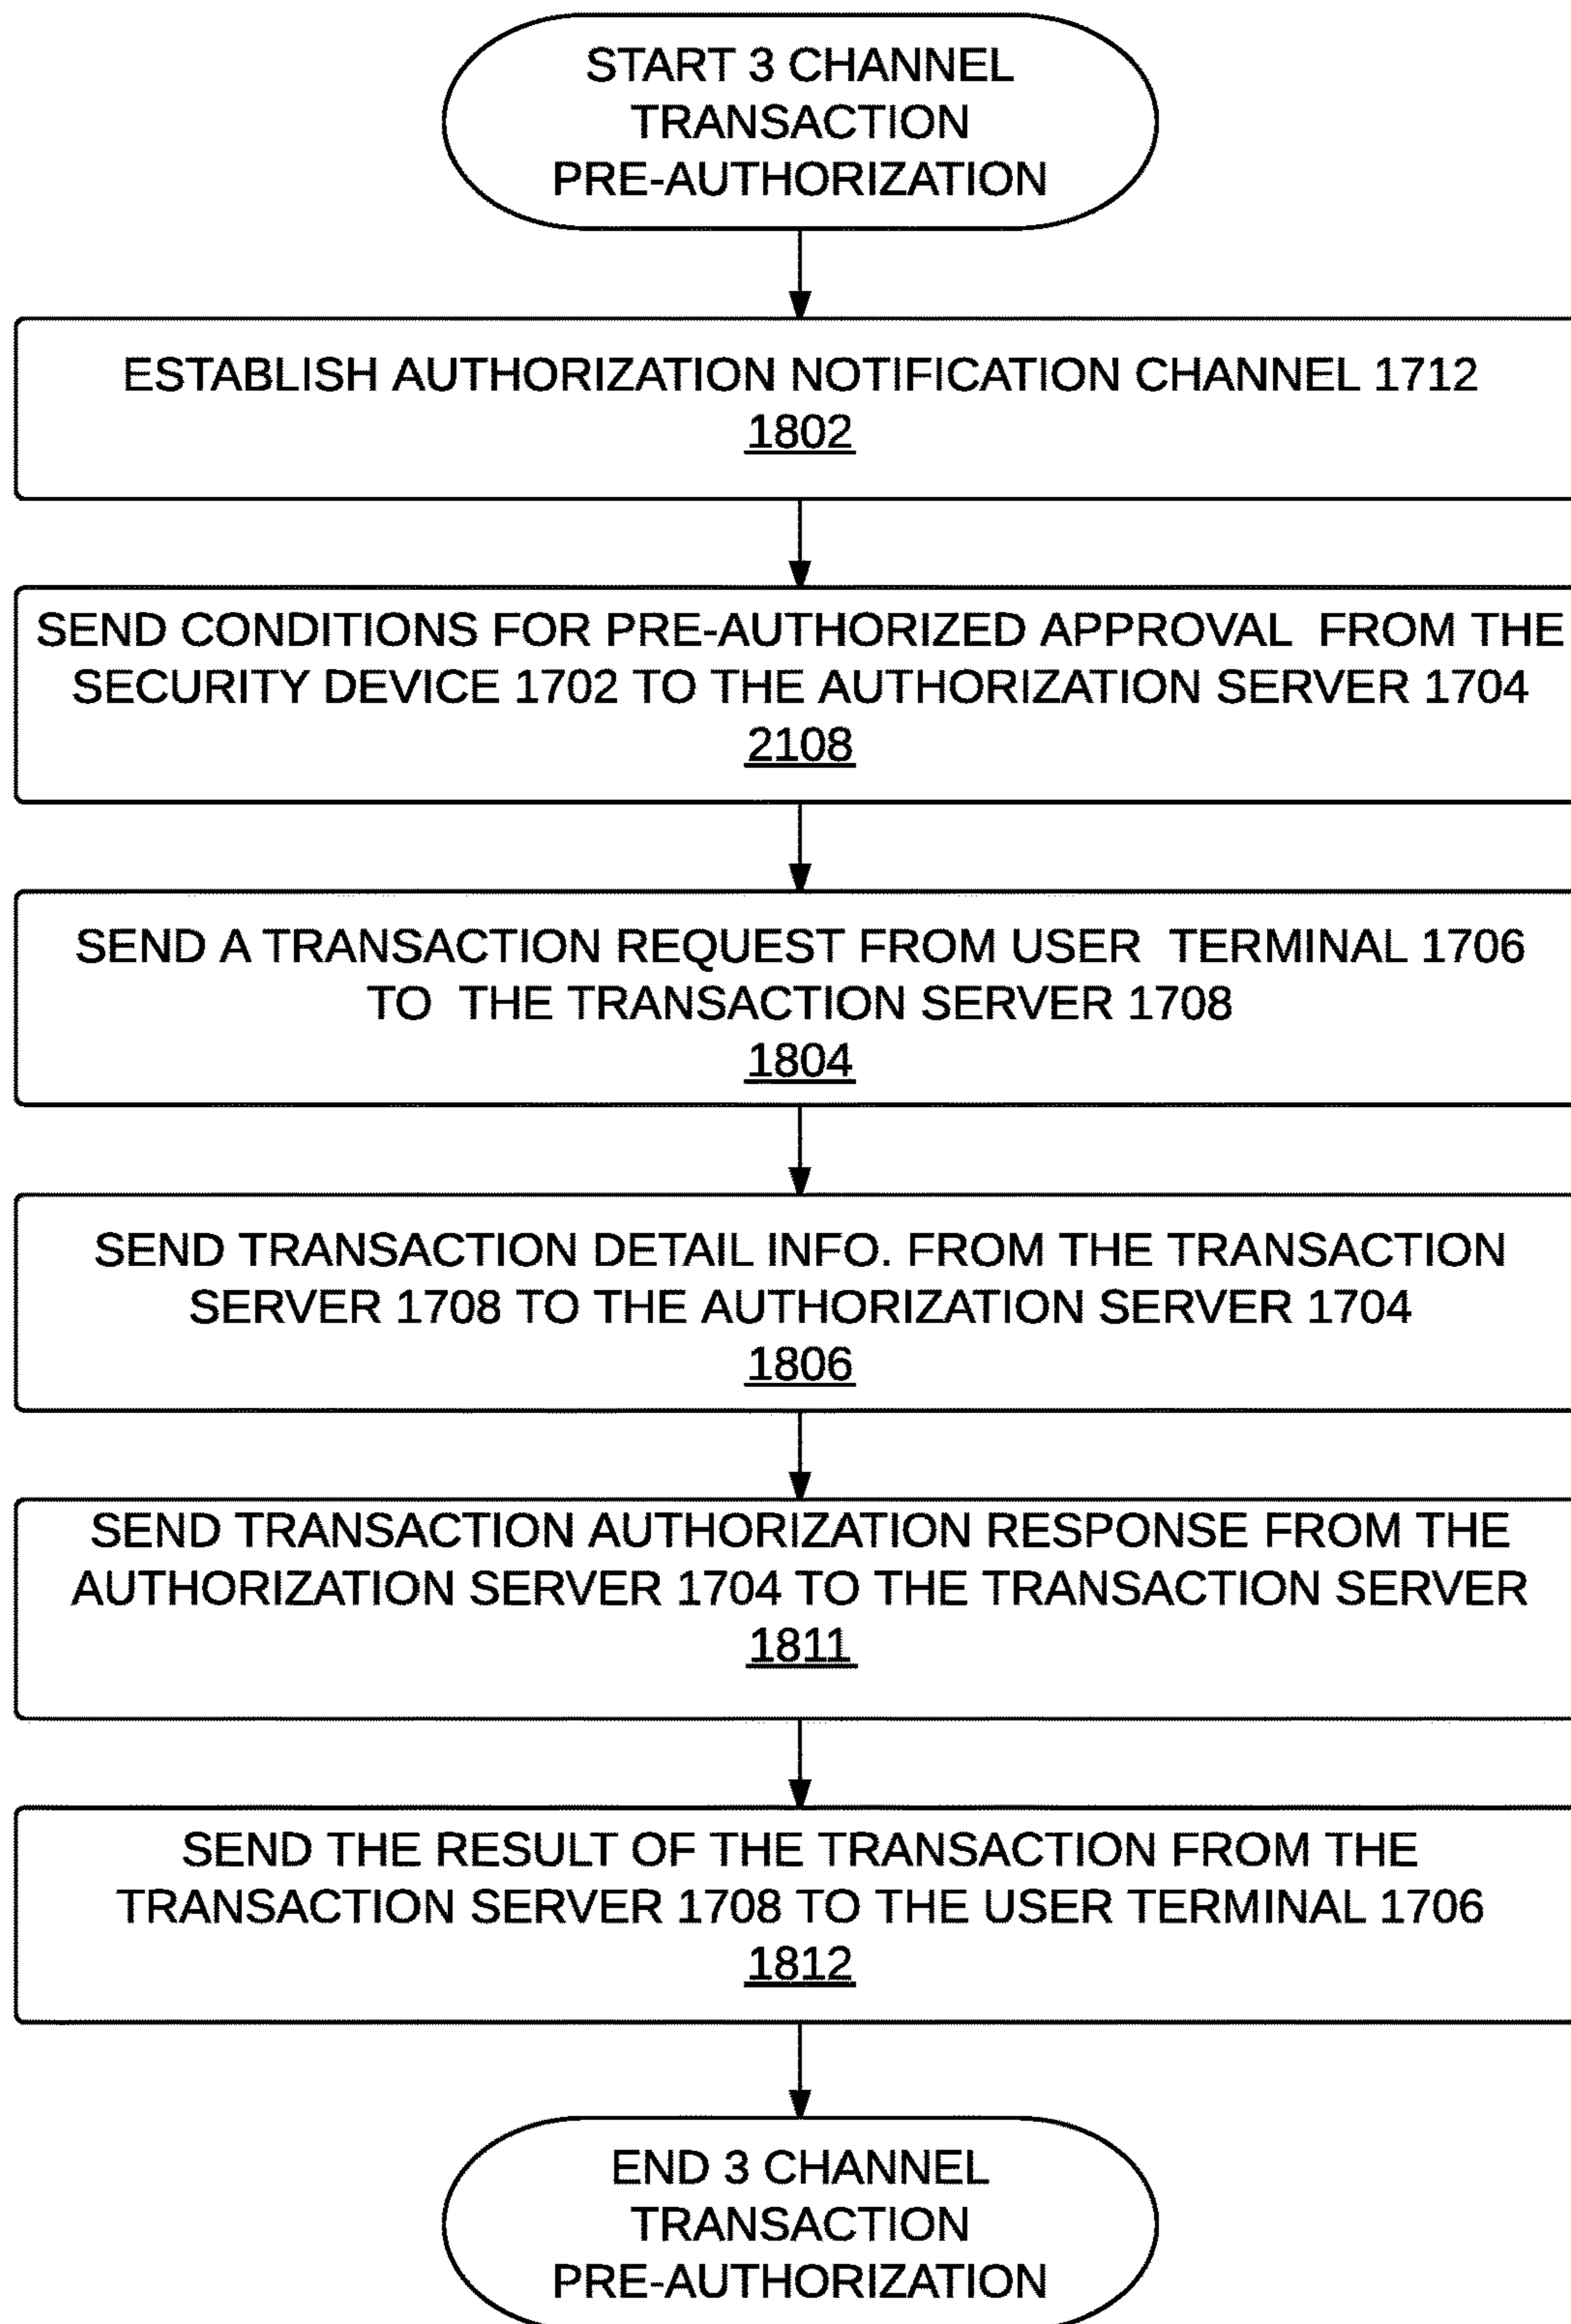 START 3 CHANNEL
TRANSACTION
PRE-AUTHORIZATION
ESTABLISH AUTHORIZATION NOTIFICATION CHANNEL 1712
1802
SEND CONDITIONS FOR PRE-AUTHORIZED APPROVAL FROM THE
SECURITY DEVICE 1702 TO THE AUTHORIZATION SERVER 1704
2108
SEND A TRANSACTION REQUEST FROM USER TERMINAL 1706
TO THE TRANSACTION SERVER 1708
1804
SEND TRANSACTION DETAIL INFO. FROM THE TRANSACTION
SERVER 1708 TO THE AUTHORIZATION SERVER 1704
1806
SEND TRANSACTION AUTHORIZATION RESPONSE FROM THE
AUTHORIZATION SERVER 1704 TO THE TRANSACTION SERVER
1811
SEND THE RESULT OF THE TRANSACTION FROM THE
TRANSACTION SERVER 1708 TO THE USER TERMINAL 1706
1812
END 3 CHANNEL
TRANSACTION
PRE-AUTHORIZATION